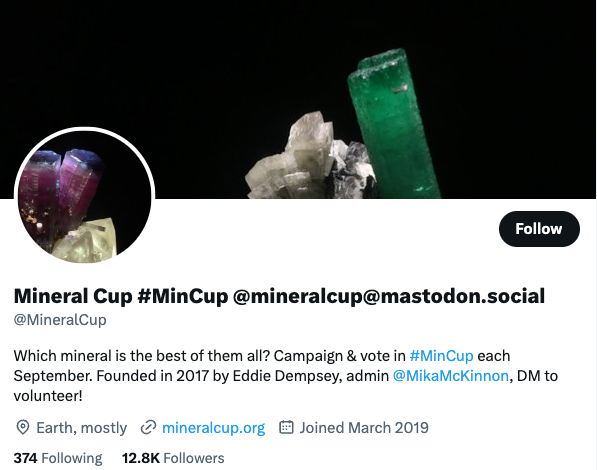 Follow
Mineral Cup #MinCup @mineralcup@mastodon.social
@MineralCup
Which mineral is the best of them all? Campaign & vote in #MinCup each
September. Founded in 2017 by Eddie Dempsey, admin @MikaMcKinnon, DM to
volunteer!
Earth, mostly mineralcup.org Joined March 2019
374 Following 12.8K Followers